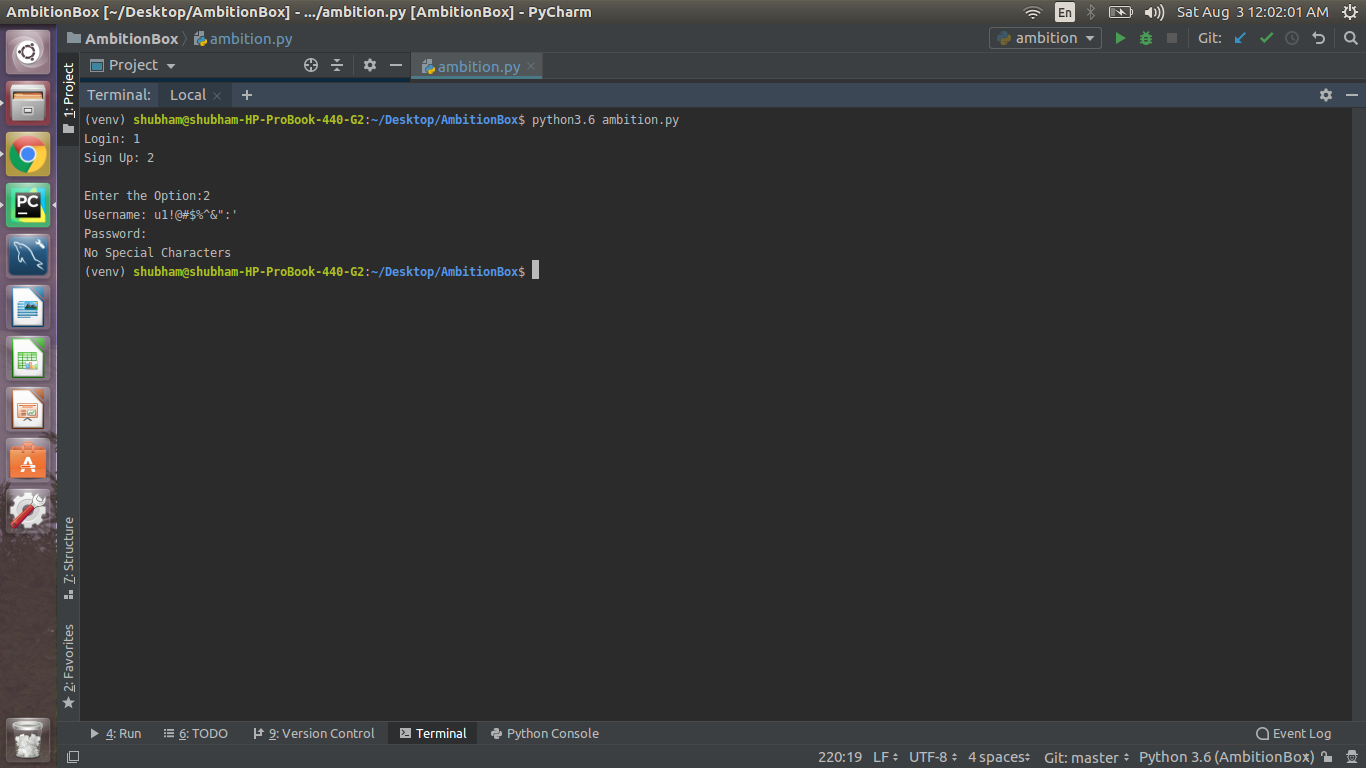 AmbitionBox [~/Desktop/AmbitionBox] - .../ambition.py [AmbitionBox] - PyCharm
En
Sat Aug 3 12:02:01 AM
AmbitionBox
ambition.py
ambition
Git:
1: Project
Project
ambition.py
Terminal:
Local
(venv) shubham@shubham-HP-ProBook-440-G2:~/Desktop/AmbitionBox$ python3.6 ambition.py
Login: 1
Sign Up: 2
Enter the Option:2
Username: u1!@#$%^&":'
Password:
No Special Characters
(venv) shubham@shubham-HP-ProBook-440-G2:~/Desktop/AmbitionBox$
PC
A
7: Structure
2: Favorites
4: Run
6: TODO
9: Version Control
Terminal
Python Console
Event Log
220:19
LF
UTF-8
4 spaces
Git: master
Python 3.6 (AmbitionBox)